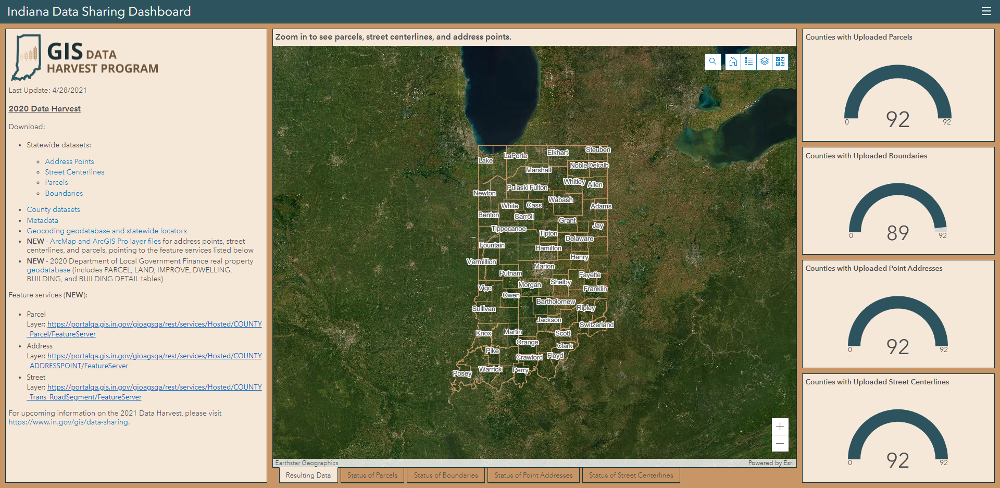 Indiana Data Sharing Dashboard
GIS DATA
HARVEST PROGRAM
Last Update: 4/28/2021
2020 Data Harvest
Download:
Statewide datasets:
Address Points
Street Centerlines
Parcels
Boundaries
County datasets
Metadata
Geocoding geodatabase and statewide locators
NEW - ArcMap and ArcGIS Pro layer files for address points, street
centerlines, and parcels, pointing to the feature services listed below
NEW - 2020 Department of Local Government Finance real property
geodatabase (includes PARCEL, LAND, IMPROVE, DWELLING,
BUILDING, and BUILDING DETAIL tables)
Feature services (NEW):
Parcel
Layer: https://portalqa.gis.in.gov/gioagsqa/rest/services/Hosted/COUNTY
_Parcel/FeatureServer
Address
Layer: https://portalqa.gis.in.gov/gioagsqa/rest/services/Hosted/COUNTY
_ADDRESSPOINT/FeatureServer
Street
Layer: https://portalqa.gis.in.gov/gioagsqa/rest/services/Hosted/COUNTY
_Trans_RoadSegment/FeatureServer
For upcoming information on the 2021 Data Harvest, please visit
https://www.in.gov/gis/data-sharing.
Zoom in to see parcels, street centerlines, and address points.
Steuben
Elkhart
LaPorte
Lake
Noble Dekalb
Marshall
Whitley
Allen
Pulaski Fulton
Newton
Wabash
White
Cass
Adams
Benton
Carroll
Grant
Jay
Tippecanoe
Tipton
Delaware
Fountain
Hamilton
Henry
Vermillion
Marion
Putnam
Fayette
Morgan
Shelby
Vigo
Franklin
Owen
Bartholomew
Sullivan
Ripley
Jackson
Switzerland
Knox
Martin
Scott
Orange
Clark
Pike
Crawford
Floyd
Warrick
Perry
Posey
Earthstar Geographics
Powered by Esri
Resulting Data
Status of Parcels
Status of Boundaries
Status of Point Addresses
Status of Street Centerlines
Counties with Uploaded Parcels
92
0
92
Counties with Uploaded Boundaries
89
0
92
Counties with Uploaded Point Addresses
92
0
92
Counties with Uploaded Street Centerlines
92
0
92